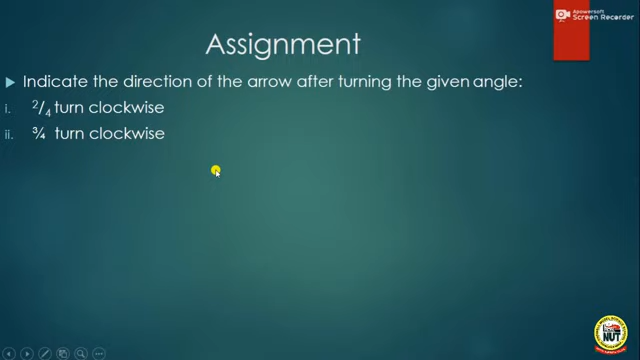 Apowersoft
Screen Recorder
Assignment
Indicate the direction of the arrow after turning the given angle:
i. 2/4 turn clockwise
ii. ¾ turn clockwise
NUT